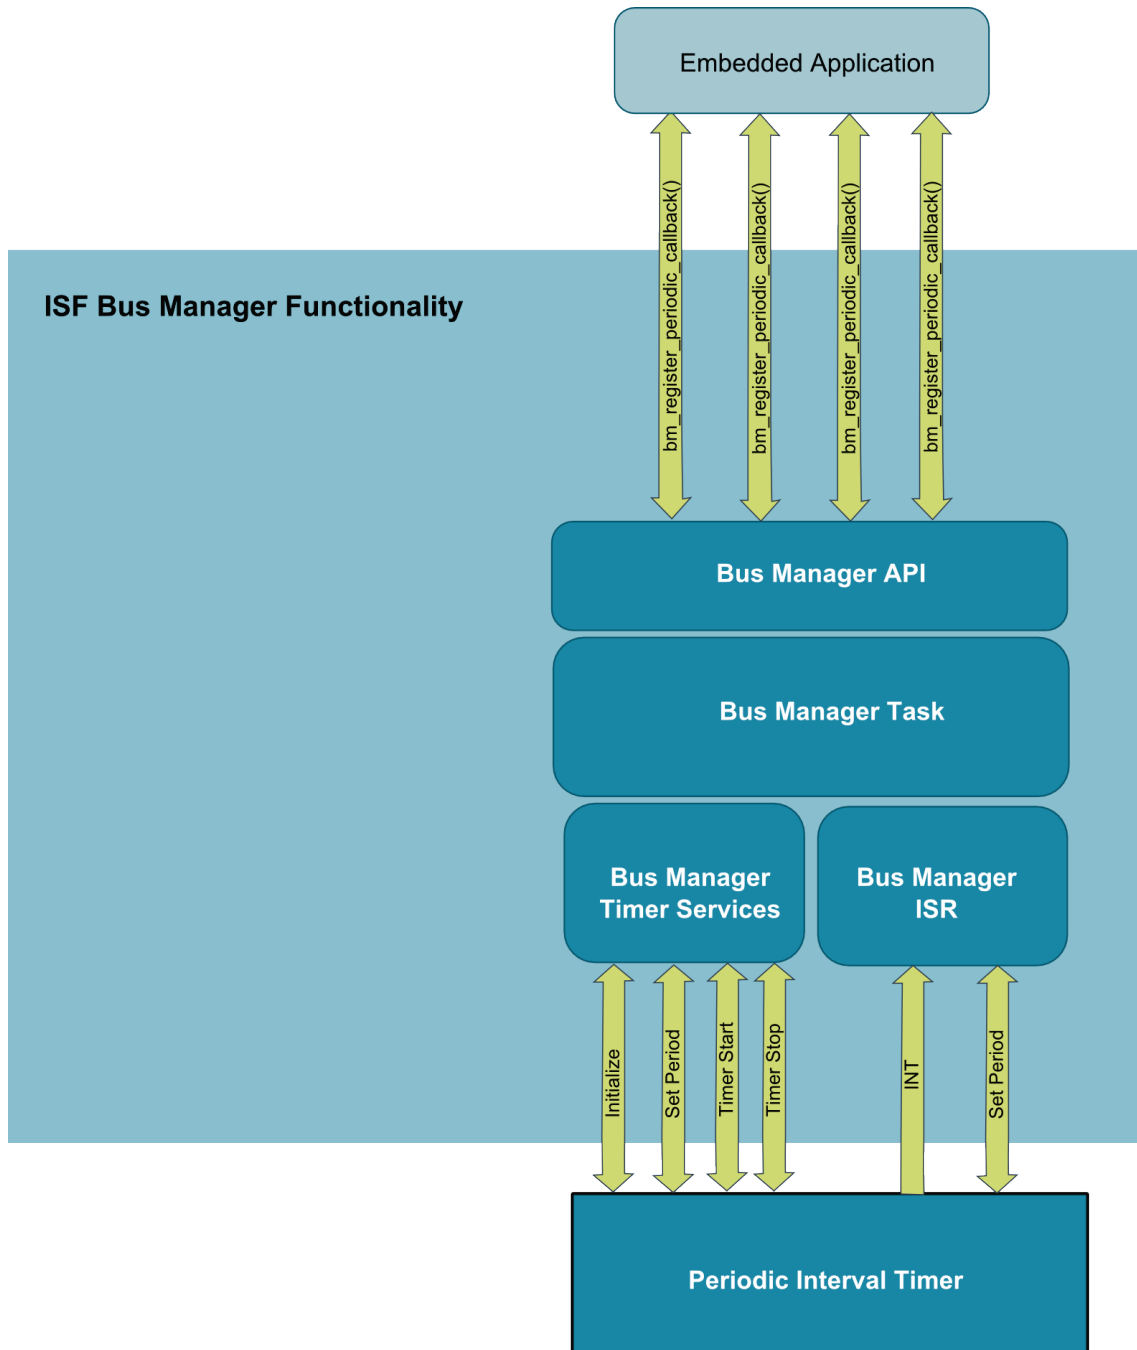 Embedded Application
bm_register_periodic_callback()
bm_register_periodic_callback()
bm_register_periodic_callback()
bm_register_periodic_callback()
ISF Bus Manager Functionality
Bus Manager API
Bus Manager Task
Bus Manager
Timer Services
Bus Manager
ISR
Initialize
Set Period
Timer Start
Timer Stop
INT
Set Period
Periodic Interval Timer